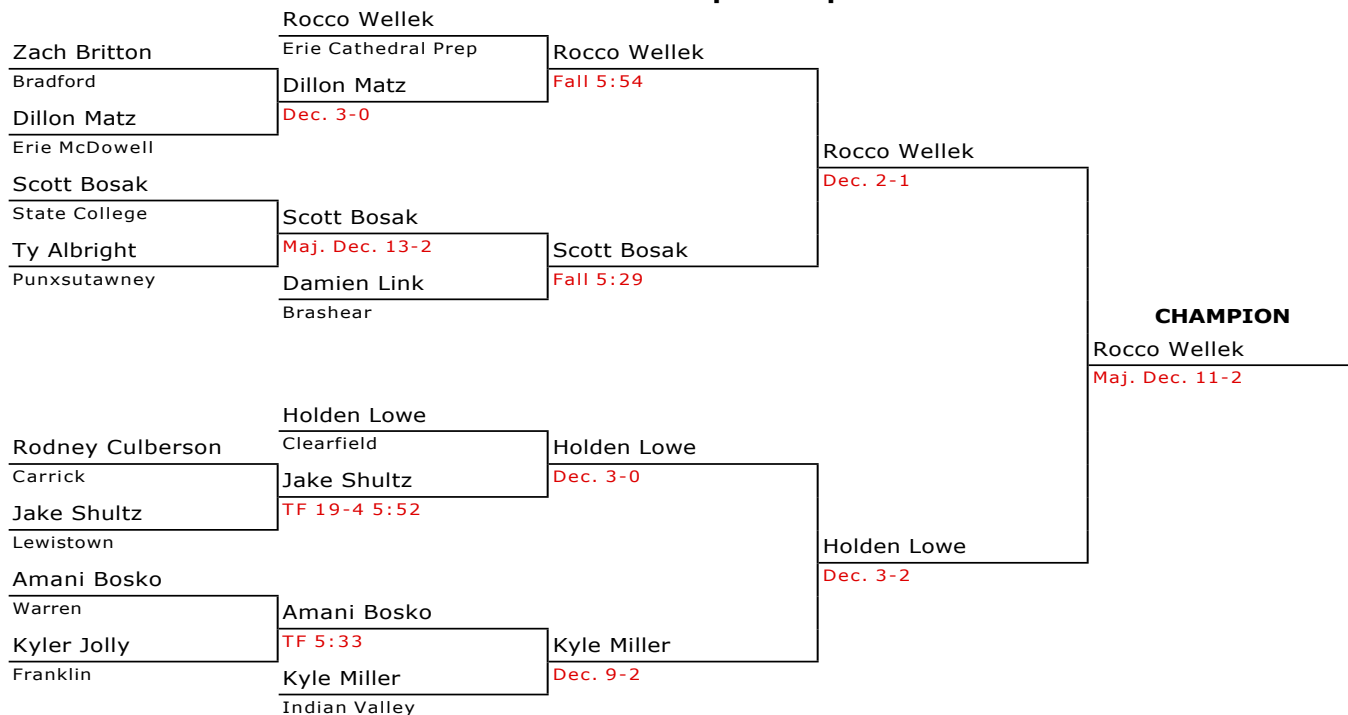 Rocco Wellek
Zach Britton
Erie Cathedral Prep
Rocco Wellek
Bradford
Dillon Matz
Fall 5:54
Dillon Matz
Dec. 3-0
Erie McDowell
Rocco Wellek
Scott Bosak
Dec. 2-1
State College
Scott Bosak
Ty Albright
Maj. Dec. 13-2
Scott Bosak
Punxsutawney
Damien Link
Fall 5:29
Brashear
CHAMPION
Rocco Wellek
Maj. Dec. 11-2
Holden Lowe
Rodney Culberson
Clearfield
Holden Lowe
Carrick
Jake Shultz
Dec. 3-0
Jake Shultz
TF 19-4 5:52
Lewistown
Holden Lowe
Amani Bosko
Dec. 3-2
Warren
Amani Bosko
Kyler Jolly
TF 5:33
Kyle Miller
Franklin
Kyle Miller
Dec. 9-2
Indian Valley